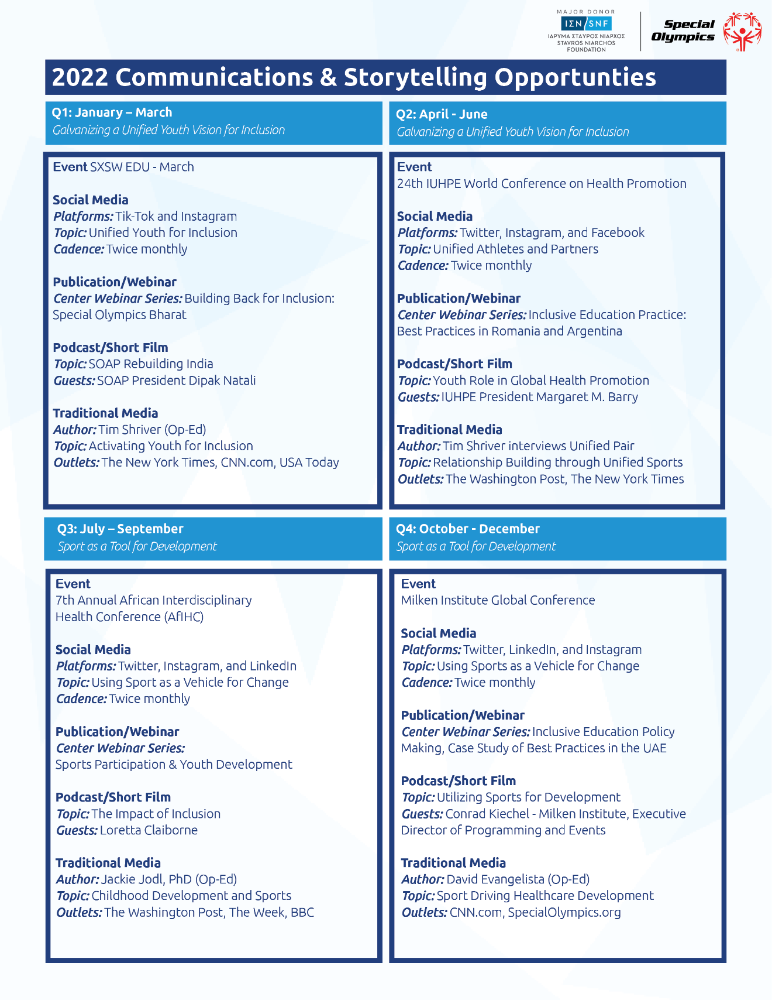 MAJOR DONOR
ΙΣΝ/SNF
ΙΔΡΥΜΑ ΣΤΑΥΡΟΣ ΝΙΑΡΧΟΣ
STAVROS NIARCHOS
FOUNDATION
Special
Olympics
2022 Communications & Storytelling Opportunties
Q1: January – March
Galvanizing a Unified Youth Vision for Inclusion
Event SXSW EDU - March
Social Media
Platforms: Tik-Tok and Instagram
Topic: Unified Youth for Inclusion
Cadence: Twice monthly
Publication/Webinar
Center Webinar Series: Building Back for Inclusion:
Special Olympics Bharat
Podcast/Short Film
Topic: SOAP Rebuilding India
Guests: SOAP President Dipak Natali
Traditional Media
Author: Tim Shriver (Op-Ed)
Topic: Activating Youth for Inclusion
Outlets: The New York Times, CNN.com, USA Today
Q2: April - June
Galvanizing a Unified Youth Vision for Inclusion
Event
24th IUHPE World Conference on Health Promotion
Social Media
Platforms: Twitter, Instagram, and Facebook
Topic: Unified Athletes and Partners
Cadence: Twice monthly
Publication/Webinar
Center Webinar Series: Inclusive Education Practice:
Best Practices in Romania and Argentina
Podcast/Short Film
Topic: Youth Role in Global Health Promotion
Guests: IUHPE President Margaret M. Barry
Traditional Media
Author: Tim Shriver interviews Unified Pair
Topic: Relationship Building through Unified Sports
Outlets: The Washington Post, The New York Times
Q3: July – September
Sport as a Tool for Development
Event
7th Annual African Interdisciplinary
Health Conference (AfIHC)
Social Media
Platforms: Twitter, Instagram, and LinkedIn
Topic: Using Sport as a Vehicle for Change
Cadence: Twice monthly
Publication/Webinar
Center Webinar Series:
Sports Participation & Youth Development
Podcast/Short Film
Topic: The Impact of Inclusion
Guests: Loretta Claiborne
Traditional Media
Author: Jackie Jodl, PhD (Op-Ed)
Topic: Childhood Development and Sports
Outlets: The Washington Post, The Week, BBC
Q4: October - December
Sport as a Tool for Development
Event
Milken Institute Global Conference
Social Media
Platforms: Twitter, LinkedIn, and Instagram
Topic: Using Sports as a Vehicle for Change
Cadence: Twice monthly
Publication/Webinar
Center Webinar Series: Inclusive Education Policy
Making, Case Study of Best Practices in the UAE
Podcast/Short Film
Topic: Utilizing Sports for Development
Guests: Conrad Kiechel - Milken Institute, Executive
Director of Programming and Events
Traditional Media
Author: David Evangelista (Op-Ed)
Topic: Sport Driving Healthcare Development
Outlets: CNN.com, SpecialOlympics.org